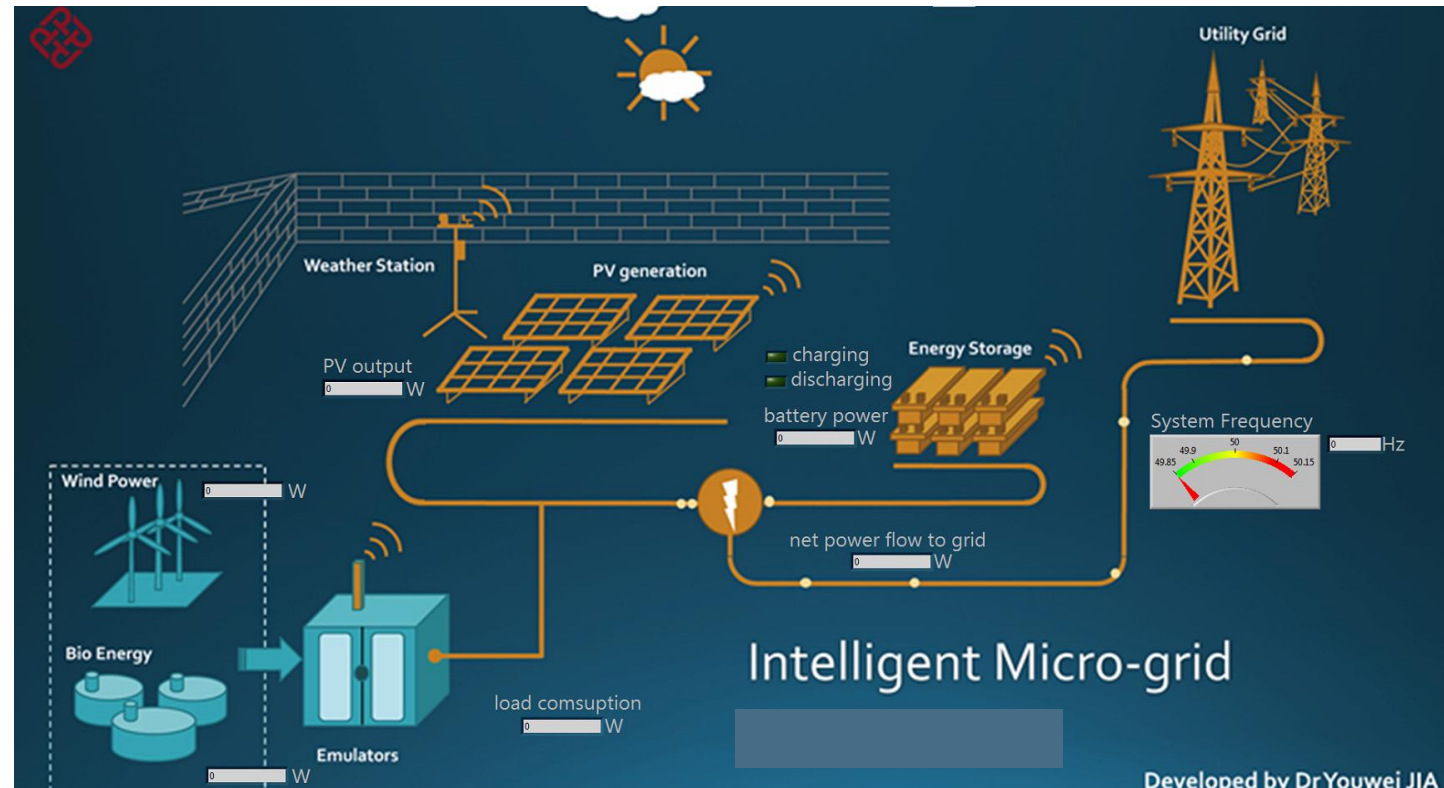 Utility Grid
Weather Station
PV generation
PV output
0 W
charging
discharging
Energy Storage
battery power
0 W
System Frequency
49.85 49.9 50 50.1 50.15
0 Hz
Wind Power
0 W
net power flow to grid
0 W
Bio Energy
Intelligent Micro-grid
load comsuption
0 W
Emulators
0 W
Developed by Dr Youwei JIA